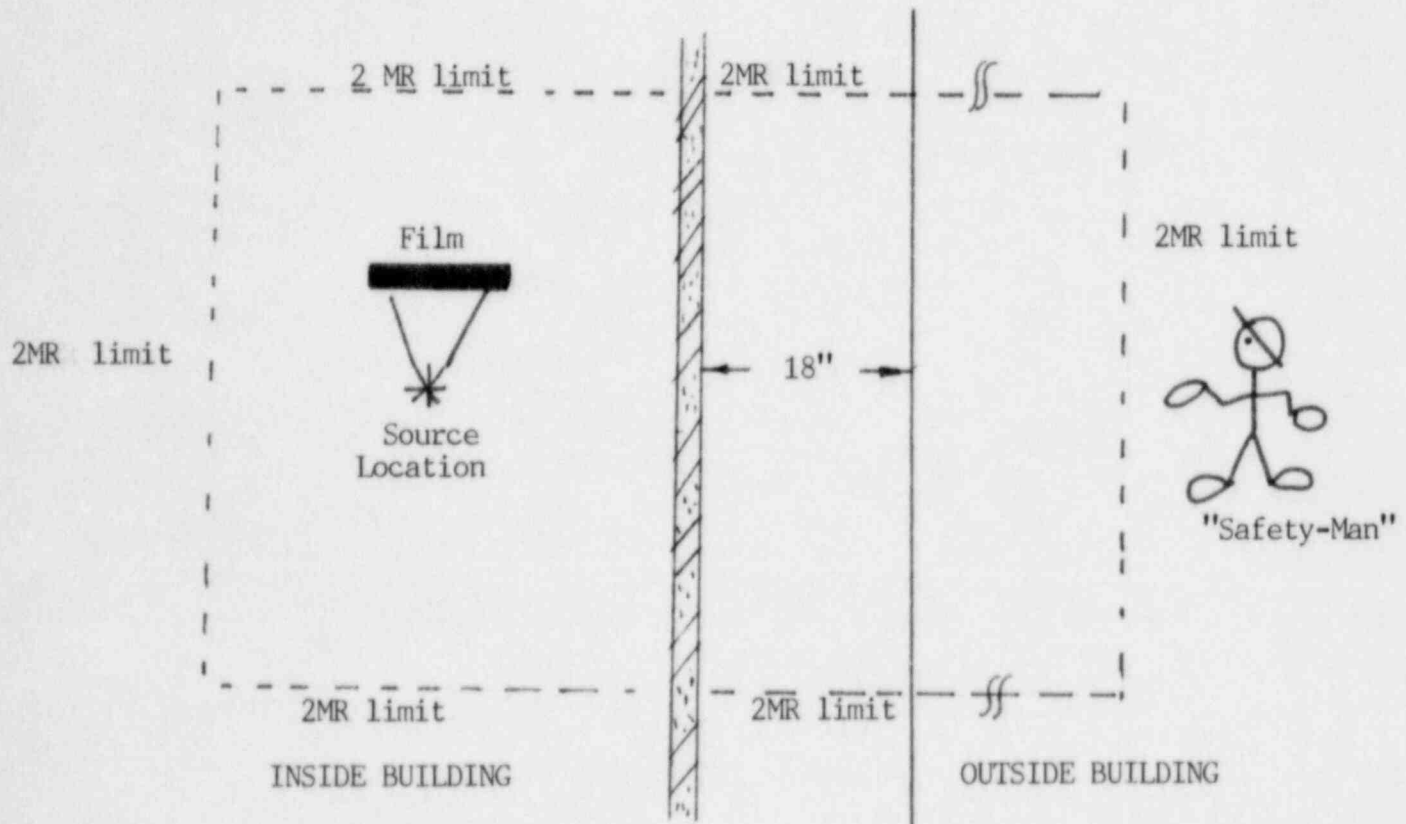 2 MR limit
2MR limit
Film
2MR limit
2MR limit
18"
Source
Location
"Safety-Man"
2MR limit
2MR limit
INSIDE BUILDING
OUTSIDE BUILDING